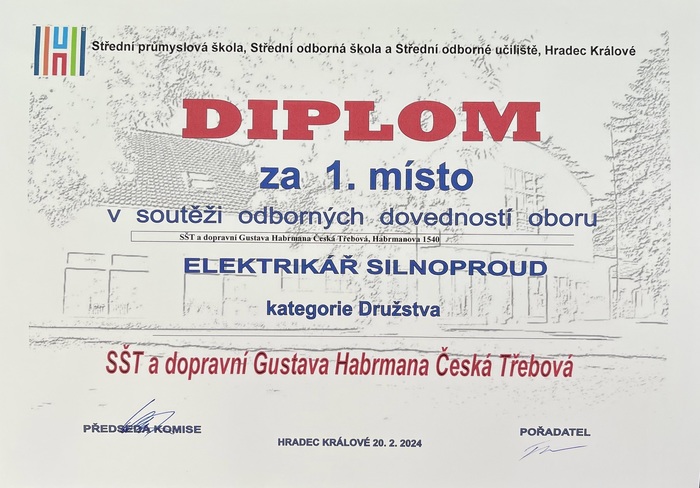 Střední průmyslová škola, Střední odborná škola a Střední odborné učiliště, Hradec Králové
DIPLOM
za 1. místo
v soutěži odborných dovedností oboru
SŠT a dopravní Gustava Habrmana Česká Třebová, Habrmanova 1540
ELEKTRIKÁŘ SILNOPROUD
kategorie Družstva
SŠT a dopravní Gustava Habrmana Česká Třebová
PŘEDSEDA KOMISE
HRADEC KRÁLOVÉ 20. 2. 2024
POŘADATEL